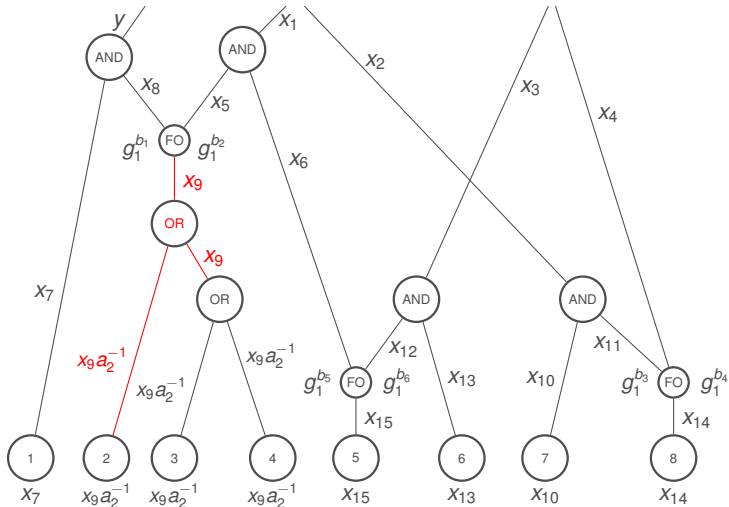 y
x₁
AND
AND
x₂
x₈
x₅
x₃
x₄
g₁^{b₁} FO g₁^{b₂}
x₆
x₉
OR
x₉
x₇
OR
AND
AND
x₉a₂⁻¹
x₉a₂⁻¹
x₉a₂⁻¹
x₁₂
x₁₁
g₁^{b₅} FO g₁^{b₆}
x₁₃
x₁₀
g₁^{b₃} FO g₁^{b₄}
x₁₅
x₁₄
1 2 3 4 5 6 7 8
x₇ x₉a₂⁻¹ x₉a₂⁻¹ x₉a₂⁻¹ x₁₅ x₁₃ x₁₀ x₁₄